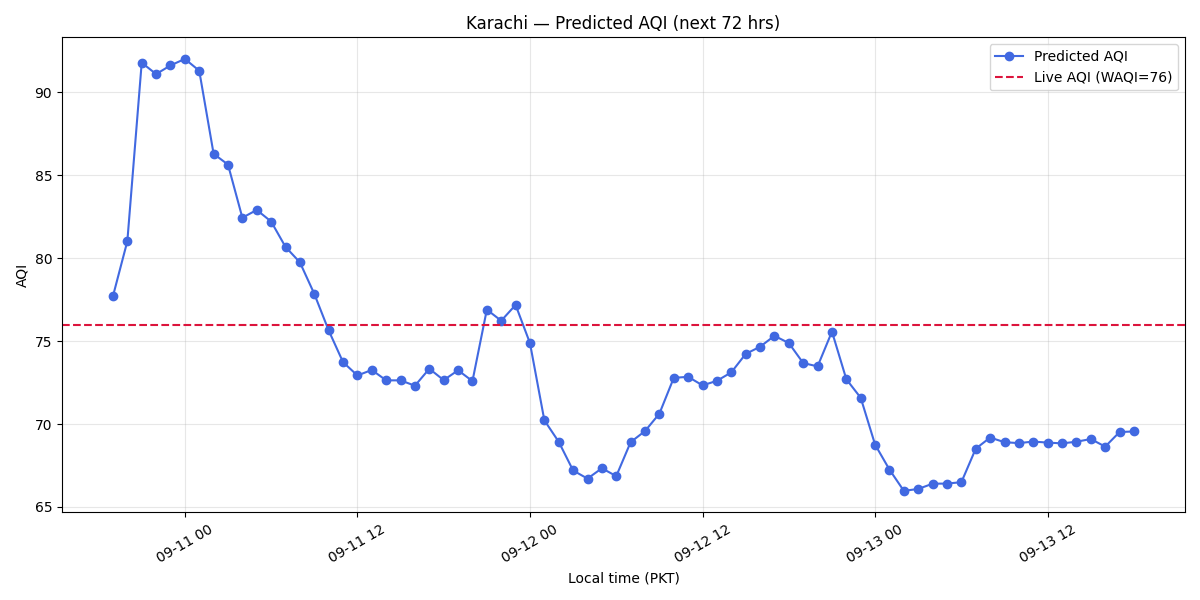 Karachi — Predicted AQI (next 72 hrs)
Predicted AQI
Live AQI (WAQI=76)
AQI
90
85
80
75
70
65
09-11 00
09-11 12
09-12 00
09-12 12
09-13 00
09-13 12
Local time (PKT)